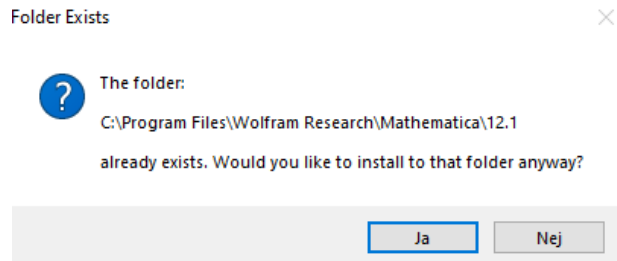 Folder Exists
?
The folder:
C:\Program Files\Wolfram Research\Mathematica\12.1
already exists. Would you like to install to that folder anyway?
Ja Nej